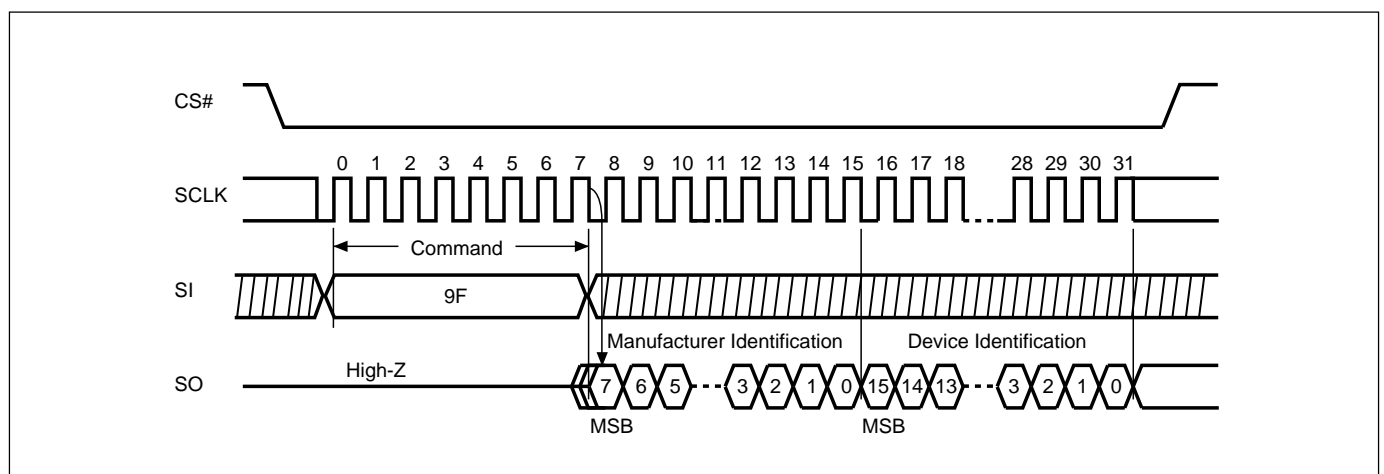 CS#
0 1 2 3 4 5 6 7 8 9 10 11 12 13 14 15 16 17 18 28 29 30 31
SCLK
Command
SI
9F
Manufacturer Identification Device Identification
High-Z
SO
7 6 5 3 2 1 0 15 14 13 3 2 1 0
MSB MSB